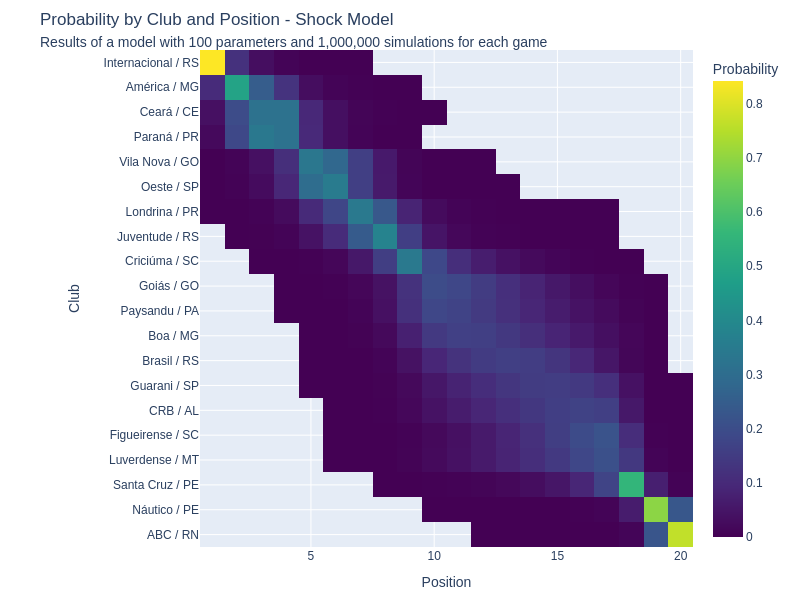 Probability by Club and Position - Shock Model
Results of a model with 100 parameters and 1,000,000 simulations for each game
Probability
Internacional / RS
América / MG
Ceará / CE
Paraná / PR
Vila Nova / GO
Oeste / SP
Londrina / PR
Juventude / RS
Criciúma / SC
Goiás / GO
Paysandu / PA
Boa / MG
Brasil / RS
Guarani / SP
CRB / AL
Figueirense / SC
Luverdense / MT
Santa Cruz / PE
Náutico / PE
ABC / RN
Club
5 10 15 20
Position
0.8
0.7
0.6
0.5
0.4
0.3
0.2
0.1
0